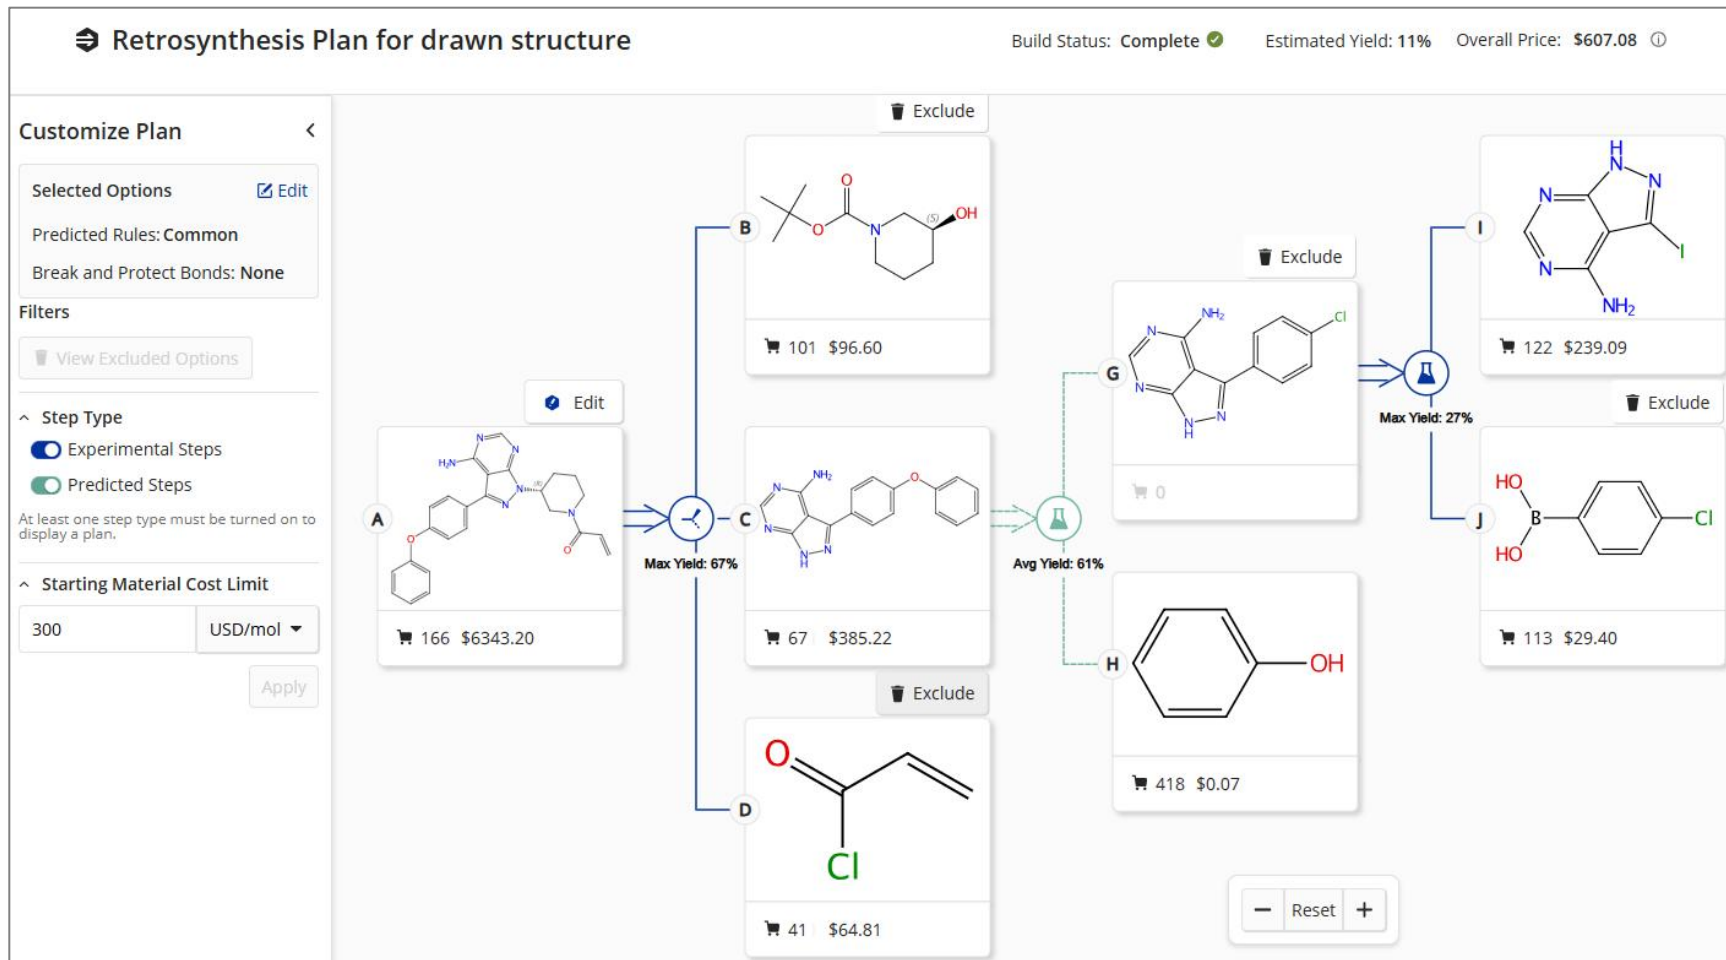 Retrosynthesis Plan for drawn structure
Build Status: Complete
Estimated Yield: 11%
Overall Price: $607.08
Customize Plan
Selected Options
Edit
Predicted Rules: Common
Break and Protect Bonds: None
Filters
View Excluded Options
Step Type
Experimental Steps
Predicted Steps
At least one step type must be turned on to
display a plan.
Starting Material Cost Limit
300
USD/mol
Apply
Edit
A
N
N
H₂N
N
N
(R)
N
O
O
166 $6343.20
Max Yield: 67%
Exclude
B
O
O
N
(S)
OH
101 $96.60
C
NH₂
N
N
N
H
N
O
67 $385.22
Exclude
D
O
Cl
41 $64.81
Avg Yield: 61%
Exclude
G
NH₂
N
N
N
H
N
Cl
0
H
OH
418 $0.07
Max Yield: 27%
I
H
N
N
N
N
I
NH₂
122 $239.09
Exclude
J
HO
B
HO
Cl
113 $29.40
Reset